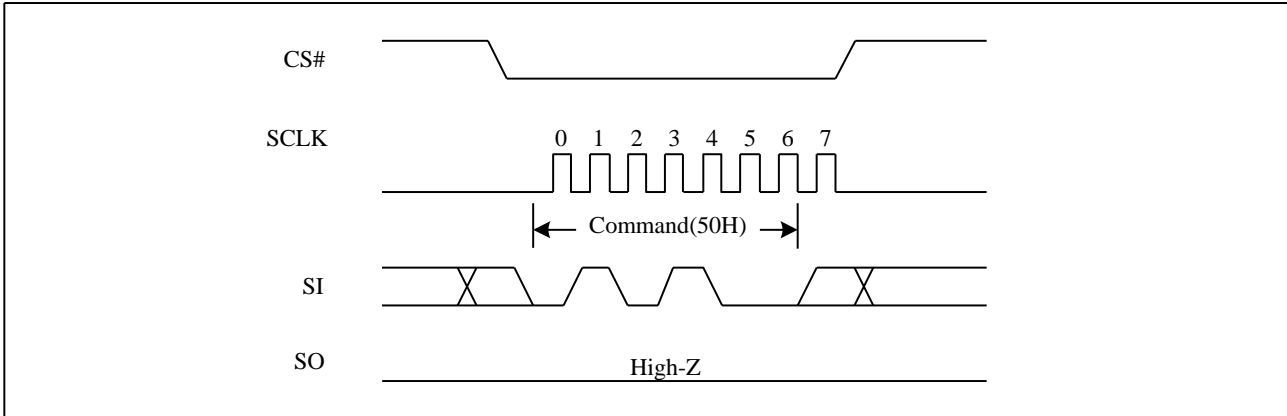 CS#
SCLK
0 1 2 3 4 5 6 7
Command(50H)
SI
SO
High-Z